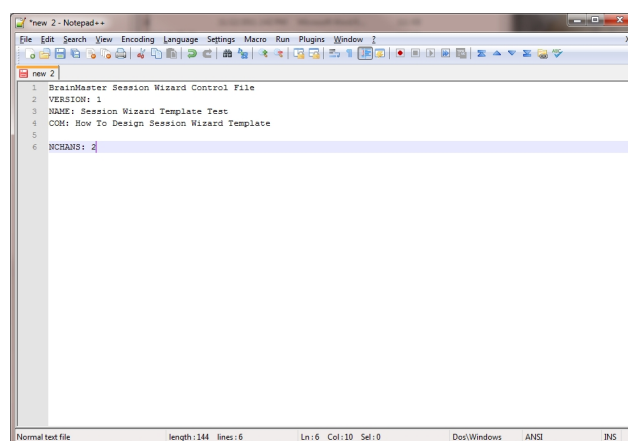 *new 2 - Notepad++
File Edit Search View Encoding Language Settings Macro Run Plugins Window ?
X
new 2
1 BrainMaster Session Wizard Control File
2 VERSION: 1
3 NAME: Session Wizard Template Test
4 COM: How To Design Session Wizard Template
5
6 NCHANS: 2
Normal text file length : 144 lines : 6 Ln : 6 Col : 10 Sel : 0 Dos\Windows ANSI INS